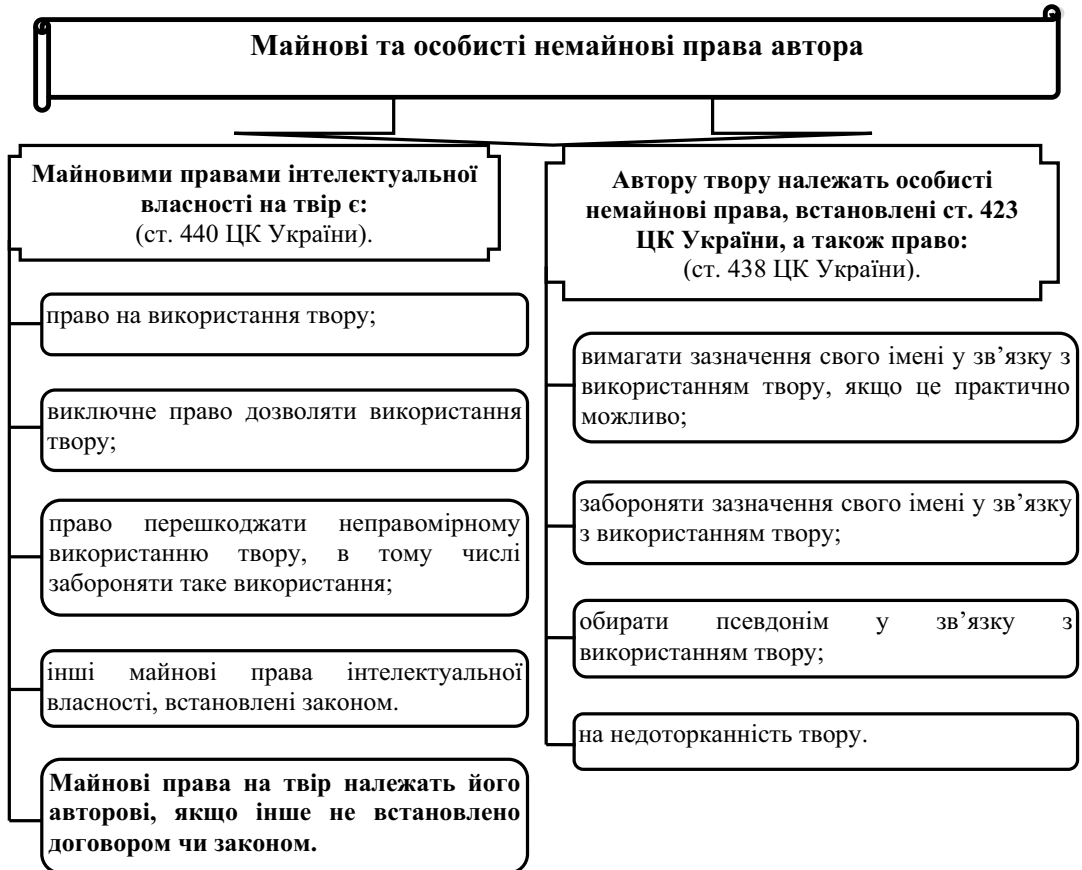 Майнові та особисті немайнові права автора
Майновими правами інтелектуальної
власності на твір є:
(ст. 440 ЦК України).
право на використання твору;
виключне право дозволяти використання
твору;
право перешкоджати неправомірному
використанню твору, в тому числі
забороняти таке використання;
інші майнові права інтелектуальної
власності, встановлені законом.
Майнові права на твір належать його
авторові, якщо інше не встановлено
договором чи законом.
Автору твору належать особисті
немайнові права, встановлені ст. 423
ЦК України, а також право:
(ст. 438 ЦК України).
вимагати зазначення свого імені у зв’язку з
використанням твору, якщо це практично
можливо;
забороняти зазначення свого імені у зв’язку
з використанням твору;
обирати псевдонім у зв’язку з
використанням твору;
на недоторканність твору.